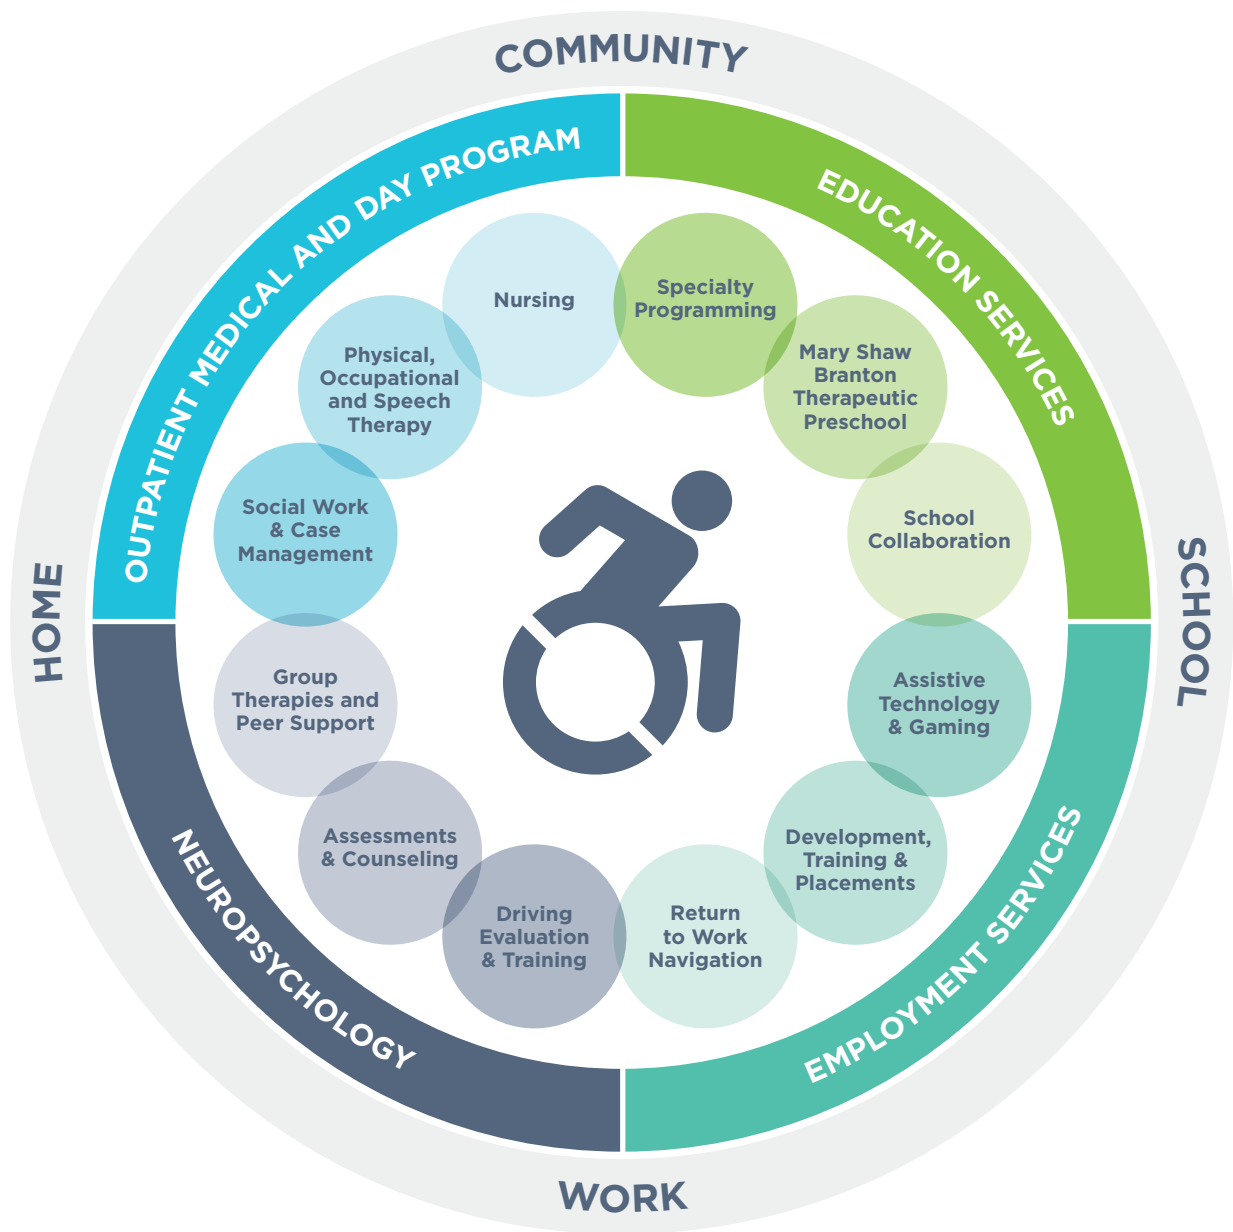 COMMUNITY
OUTPATIENT MEDICAL AND DAY PROGRAM
EDUCATION SERVICES
Nursing
Specialty
Programming
Physical,
Occupational
and Speech
Therapy
Mary Shaw
Branton
Therapeutic
Preschool
Social Work
& Case
Management
School
Collaboration
HOME
SCHOOL
Group
Therapies and
Peer Support
Assistive
Technology
& Gaming
Assessments
& Counseling
Development,
Training &
Placements
Driving
Evaluation
& Training
Return
to Work
Navigation
NEUROPSYCHOLOGY
EMPLOYMENT SERVICES
WORK